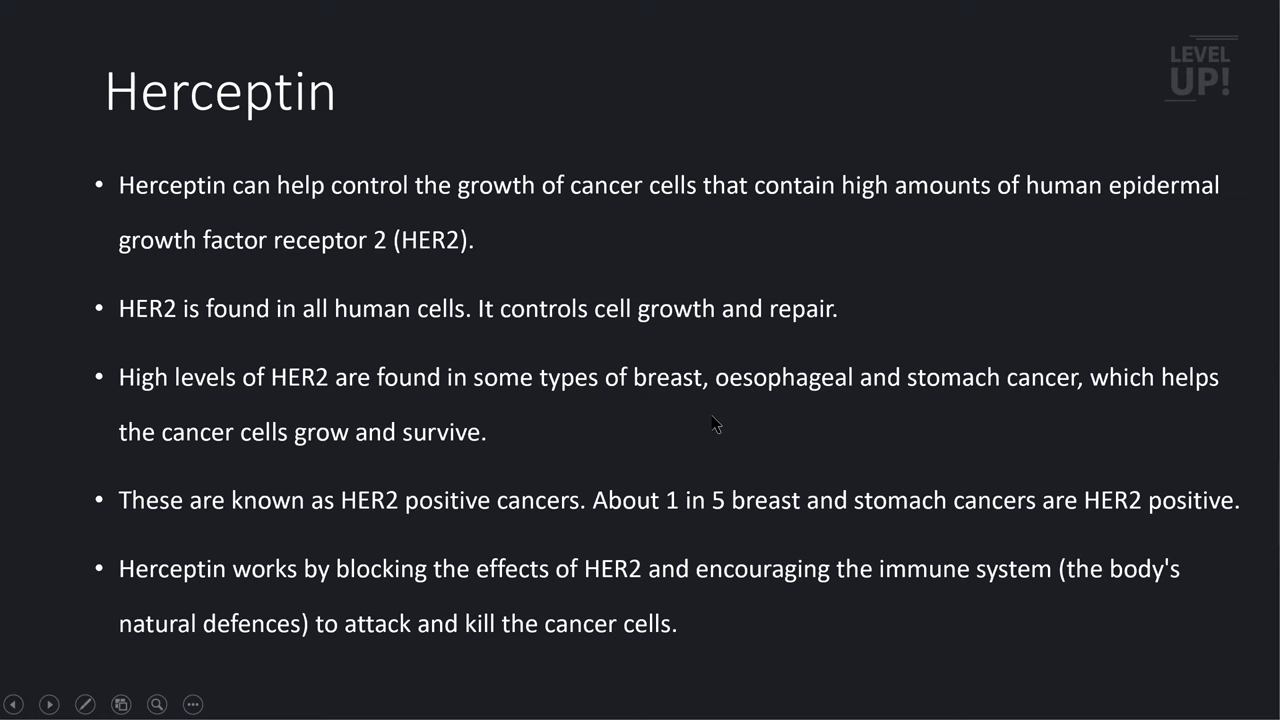 LEVEL
UP!
Herceptin
• Herceptin can help control the growth of cancer cells that contain high amounts of human epidermal
growth factor receptor 2 (HER2).
• HER2 is found in all human cells. It controls cell growth and repair.
• High levels of HER2 are found in some types of breast, oesophageal and stomach cancer, which helps
the cancer cells grow and survive.
• These are known as HER2 positive cancers. About 1 in 5 breast and stomach cancers are HER2 positive.
• Herceptin works by blocking the effects of HER2 and encouraging the immune system (the body's
natural defences) to attack and kill the cancer cells.